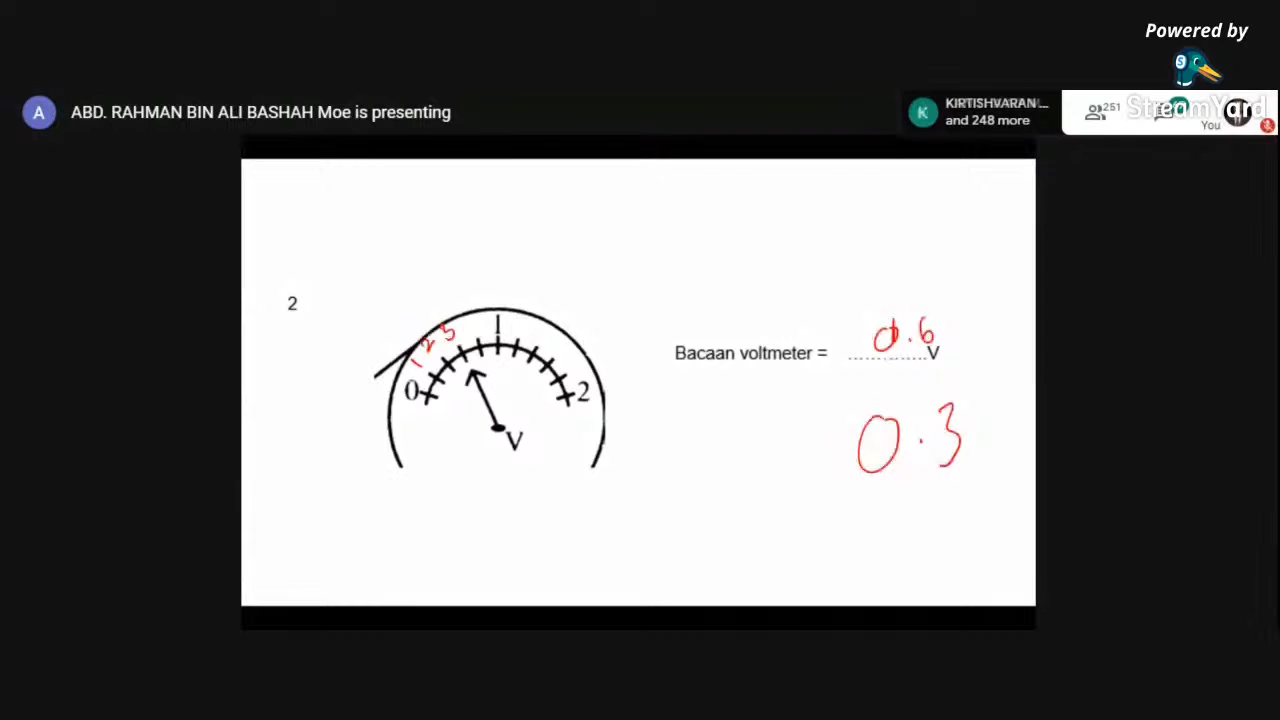 Powered by
StreamYard
A ABD. RAHMAN BIN ALI BASHAH Moe is presenting
K KIRTISHVARAN ...
and 248 more
251
You
2
1 2 3
1
0 2
V
Bacaan voltmeter = ............... V
0.6
0.3